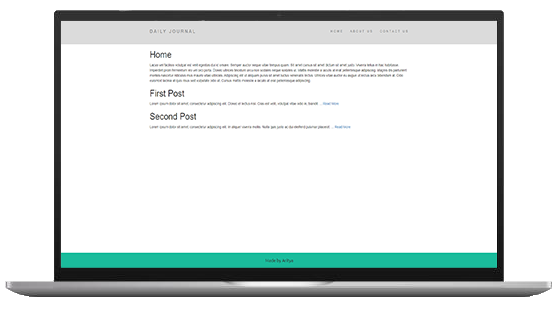 DAILY JOURNAL HOME ABOUT US CONTACT US
Home
Lacus vel facilisis volutpat est velit egestas dui id ornare. Semper auctor neque vitae tempus quam. Sit amet cursus sit amet dictum sit amet justo. Viverra tellus in hac habitasse.
Imperdiet proin fermentum leo vel orci porta. Donec ultrices tincidunt arcu non sodales neque sodales ut. Mattis molestie a iaculis at erat pellentesque adipiscing. Magnis dis parturient
montes nascetur ridiculus mus mauris vitae ultricies. Adipiscing elit ut aliquam purus sit amet luctus venenatis lectus. Ultrices vitae auctor eu augue ut lectus arcu bibendum at. Odio
euismod lacinia at quis risus sed vulputate odio ut. Cursus mattis molestie a iaculis at erat pellentesque adipiscing.
First Post
Lorem ipsum dolor sit amet, consectetur adipiscing elit. Donec ut lectus nisi. Duis est velit, volutpat vitae odio at, blandit ... Read More
Second Post
Lorem ipsum dolor sit amet, consectetur adipiscing elit. In aliquet viverra mattis. Nulla quis justo ac dui eleifend pulvinar placerat ... Read More
Made by